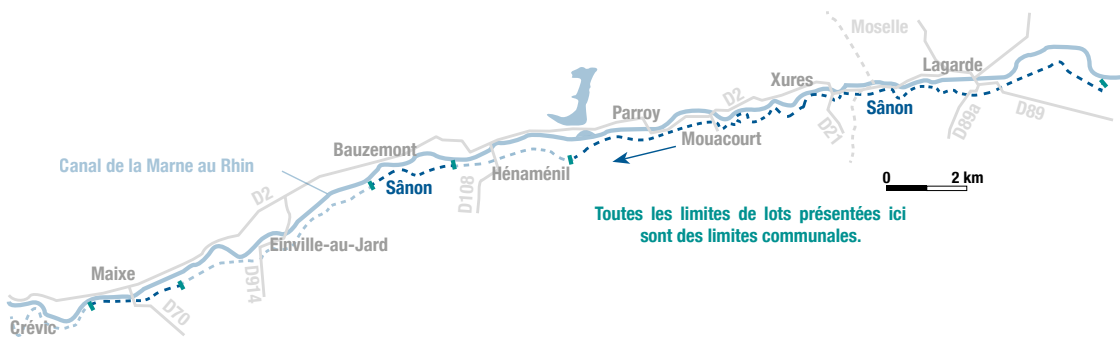 Moselle
Lagarde
Xures
D2
Parroy
Sânon
D89a
D89
D21
Mouacourt
Bauzemont
Canal de la Marne au Rhin
Sânon
Hénaménil
D108
0 2 km
D2
Toutes les limites de lots présentées ici
sont des limites communales.
Einville-au-Jard
Maixe
D914
D70
Crévic